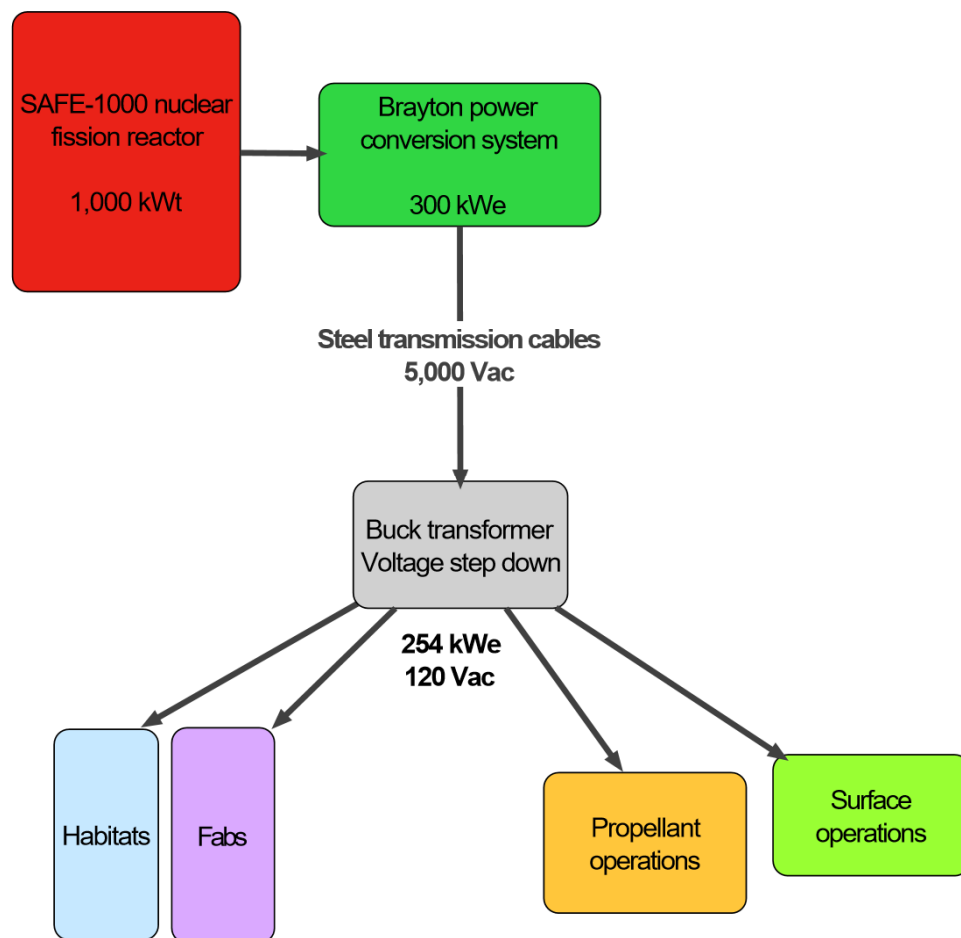 SAFE-1000 nuclear
fission reactor
1,000 kWt
Brayton power
conversion system
300 kWe
Steel transmission cables
5,000 Vac
Buck transformer
Voltage step down
254 kWe
120 Vac
Habitats
Fabs
Propellant
operations
Surface
operations